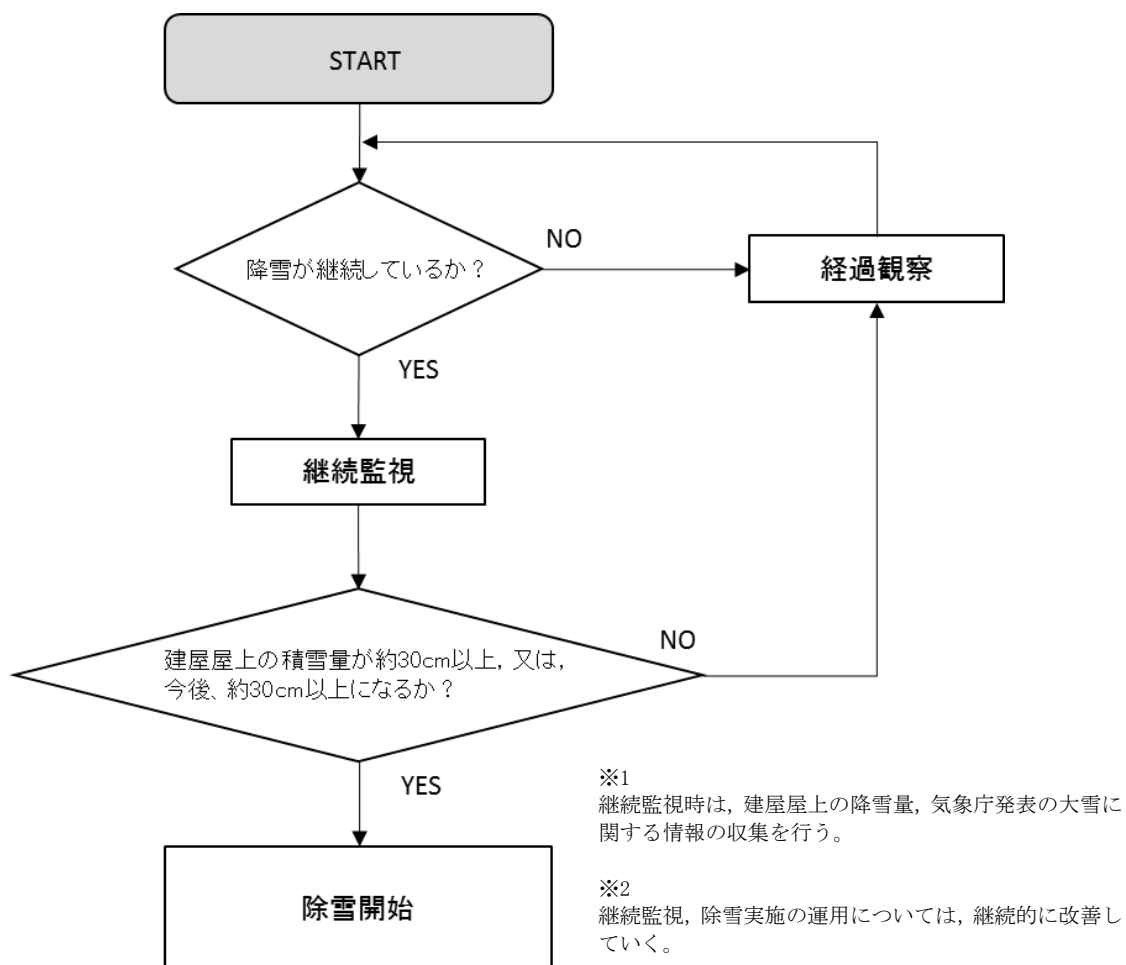 START
降雪が継続しているか？
NO
経過観察
YES
継続監視
建屋屋上の積雪量が約30cm以上，又は，
今後、約30cm以上になるか？
NO
YES
除雪開始
※1
継続監視時は，建屋屋上の降雪量，気象庁発表の大雪に
関する情報の収集を行う。
※2
継続監視，除雪実施の運用については，継続的に改善し
ていく。